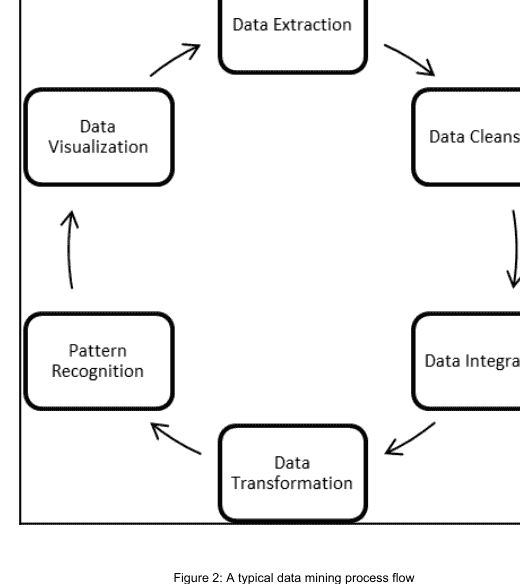 Data Extraction
Data Cleans
Data Integra
Data
Transformation
Pattern
Recognition
Data
Visualization
Figure 2: A typical data mining process flow